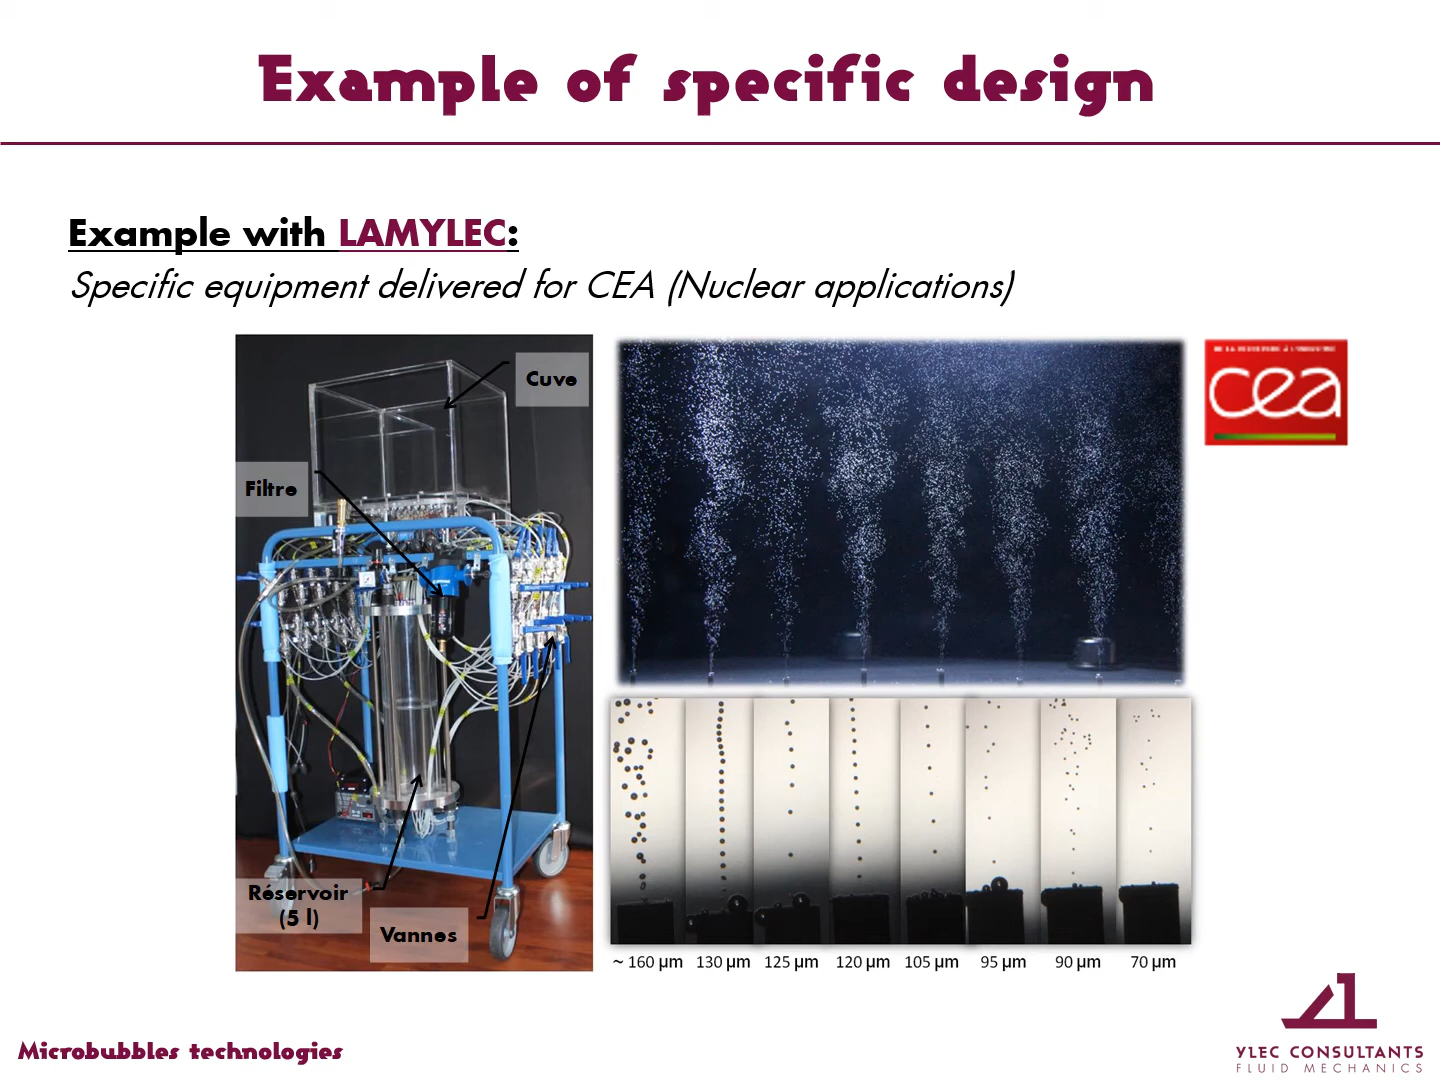 Example of specific design
Example with LAMYLEC:
Specific equipment delivered for CEA (Nuclear applications)
Cuve
Filtre
Réservoir
(5 l)
Vannes
cea
~ 160 µm 130 µm 125 µm 120 µm 105 µm 95 µm 90 µm 70 µm
Microbubbles technologies
YLEC CONSULTANTS
FLUID MECHANICS